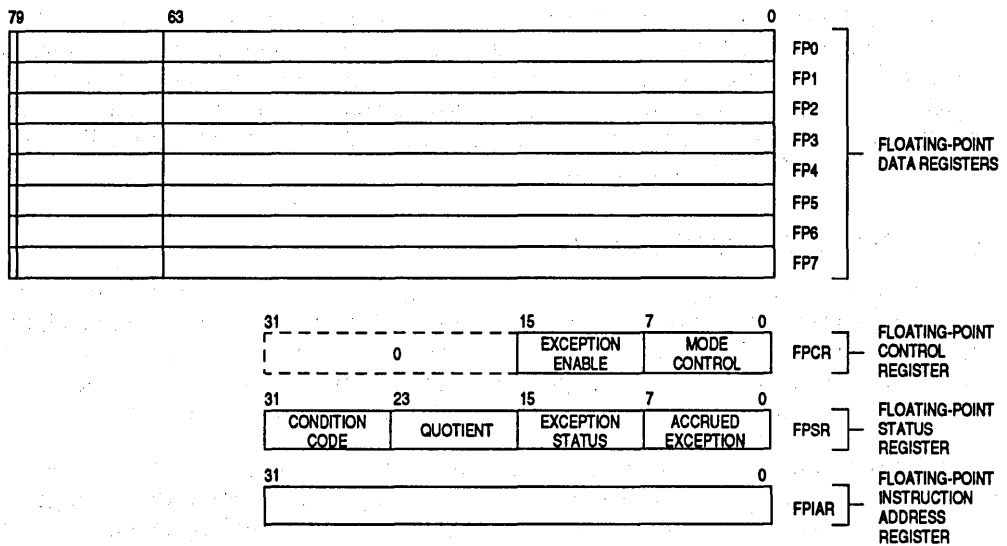 79 63 0
FP0
FP1
FP2
FP3
FP4
FP5
FP6
FP7
FLOATING-POINT
DATA REGISTERS
31 15 7 0
0
EXCEPTION
ENABLE
MODE
CONTROL
FPCR
FLOATING-POINT
CONTROL
REGISTER
31 23 15 7 0
CONDITION
CODE
QUOTIENT
EXCEPTION
STATUS
ACCRUED
EXCEPTION
FPSR
FLOATING-POINT
STATUS
REGISTER
31 0
FPIAR
FLOATING-POINT
INSTRUCTION
ADDRESS
REGISTER